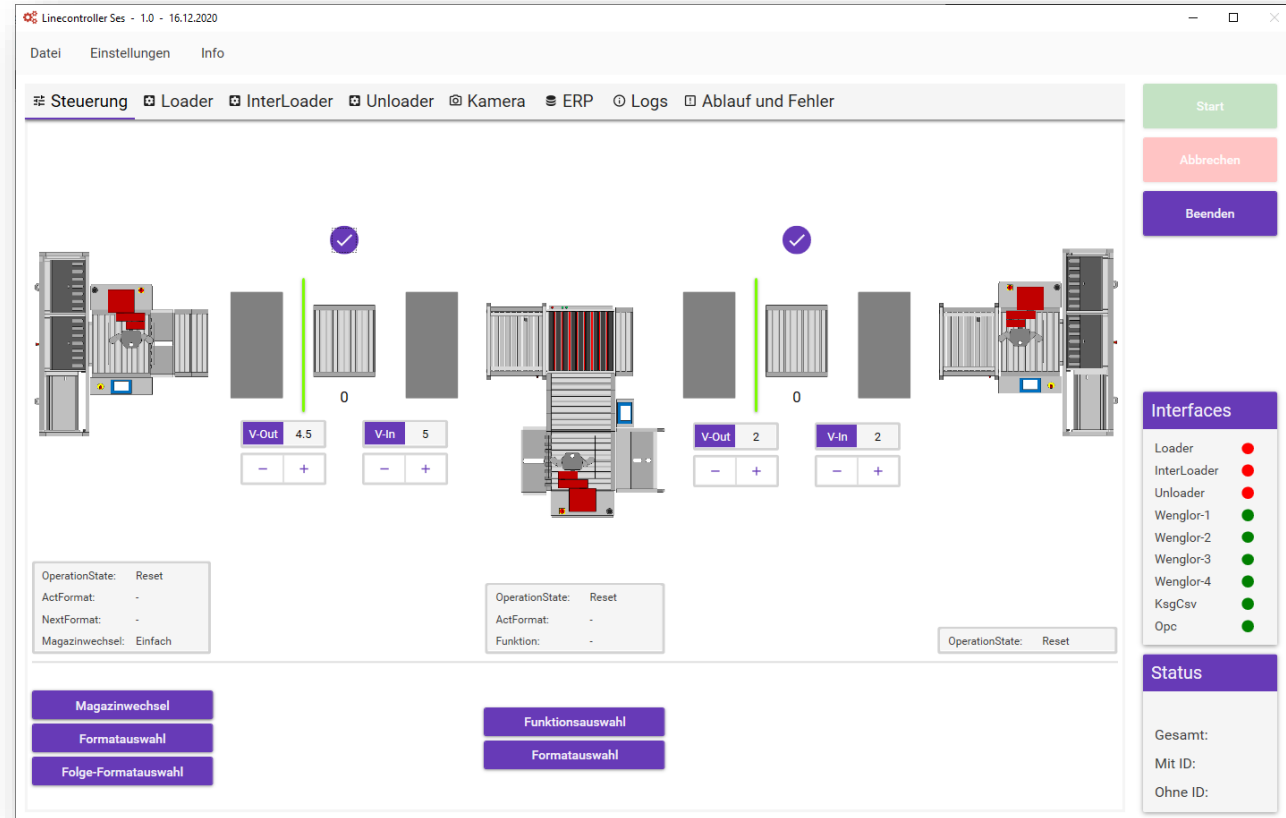 Linecontroller Ses - 1.0 - 16.12.2020
Datei Einstellungen Info
Steuerung Loader InterLoader Unloader Kamera ERP Logs Ablauf und Fehler
Start
Abbrechen
Beenden
0
V-Out 4.5 V-In 5
− + − +
0
V-Out 2 V-In 2
− + − +
OperationState: Reset
ActFormat: -
NextFormat: -
Magazinwechsel: Einfach
OperationState: Reset
ActFormat: -
Funktion: -
OperationState: Reset
Magazinwechsel
Formatauswahl
Folge-Formatauswahl
Funktionsauswahl
Formatauswahl
Interfaces
Loader
InterLoader
Unloader
Wenglor-1
Wenglor-2
Wenglor-3
Wenglor-4
KsgCsv
Opc
Status
Gesamt:
Mit ID:
Ohne ID: